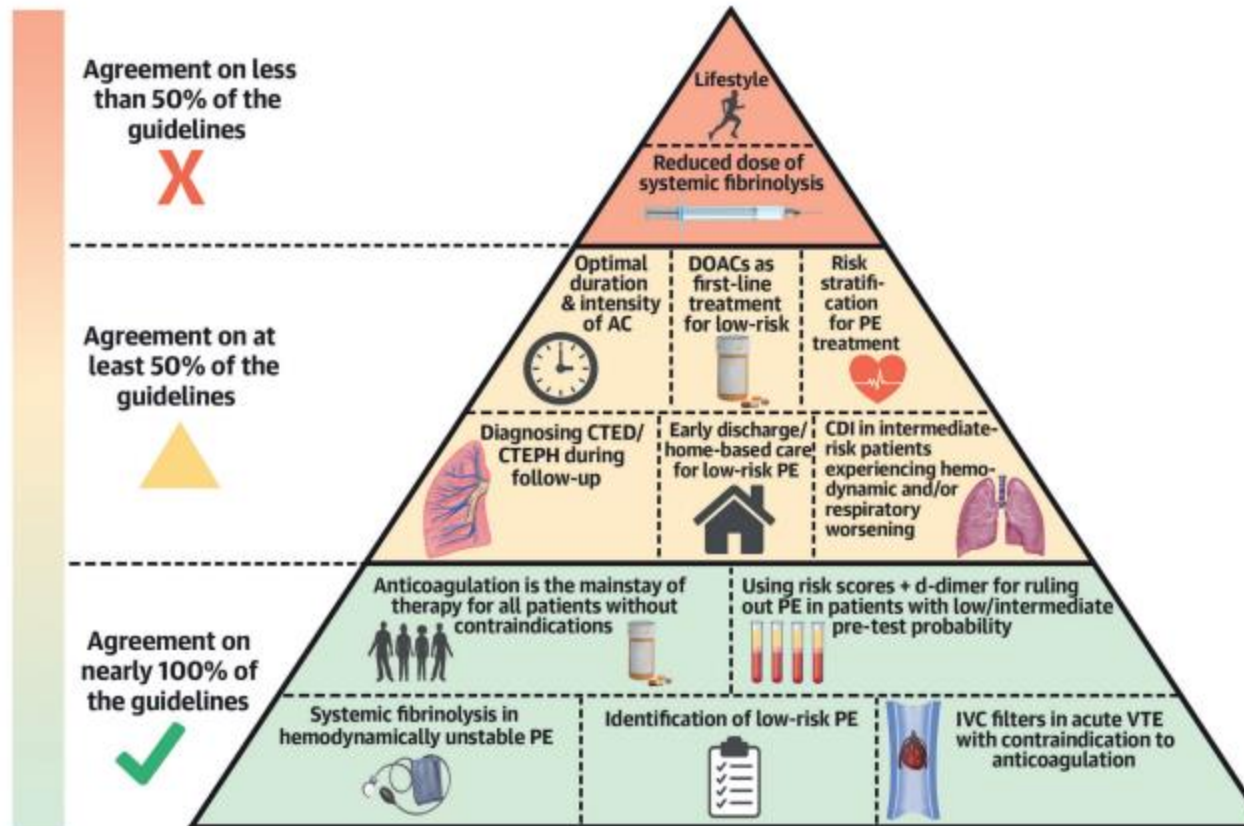 Agreement on less
than 50% of the
guidelines
X
Lifestyle
Reduced dose of
systemic fibrinolysis
Agreement on at
least 50% of the
guidelines
Optimal
duration
& intensity
of AC
DOACs as
first-line
treatment
for low-risk
Risk
stratifi-
cation
for PE
treatment
Diagnosing CTED/
CTEPH during
follow-up
Early discharge/
home-based care
for low-risk PE
CDI in intermediate-
risk patients
experiencing hemo-
dynamic and/or
respiratory
worsening
Agreement on
nearly 100% of
the guidelines
Anticoagulation is the mainstay of
therapy for all patients without
contraindications
Using risk scores + d-dimer for ruling
out PE in patients with low/intermediate
pre-test probability
Systemic fibrinolysis in
hemodynamically unstable PE
Identification of low-risk PE
IVC filters in acute VTE
with contraindication to
anticoagulation